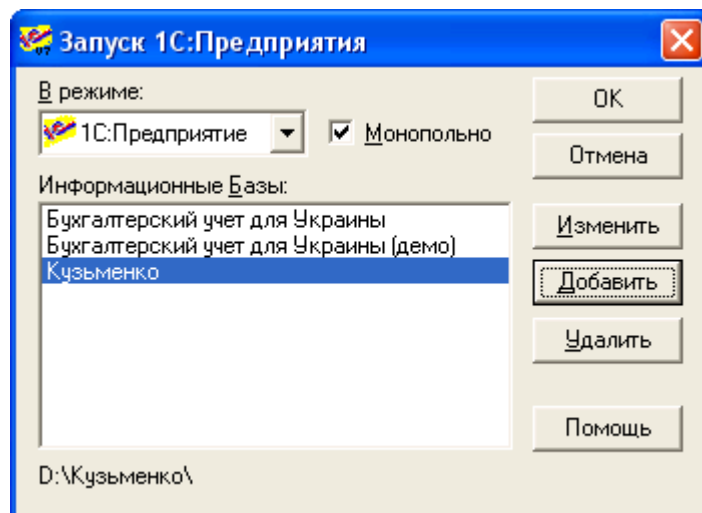 Запуск 1С:Предприятия
В режиме:
1С:Предприятие
Монопольно
Информационные Базы:
Бухгалтерский учет для Украины
Бухгалтерский учет для Украины (демо)
Кузьменко
D:\Кузьменко\
OK
Отмена
Изменить
Добавить
Удалить
Помощь